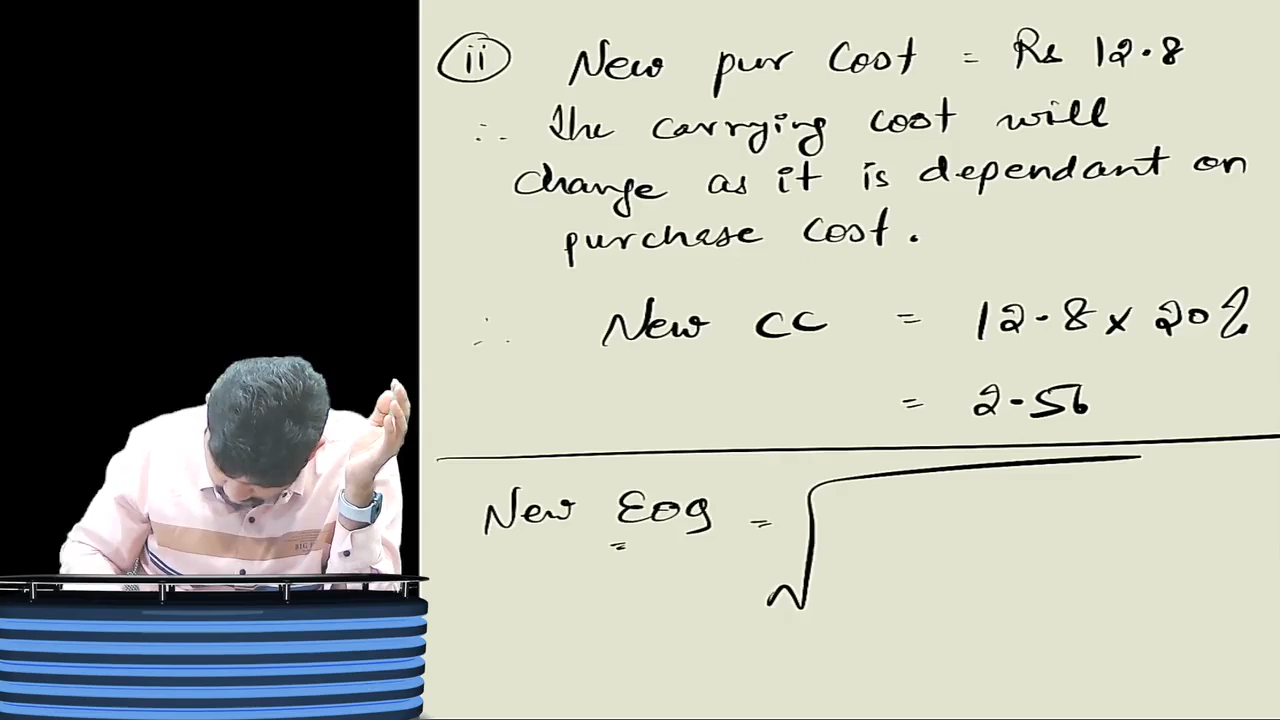 ii New pur Cost = Rs 12.8
∴ the carrying cost will
change as it is dependant on
purchase cost.
∴ New CC = 12.8 x 20%
= 2.56
New EOQ = √